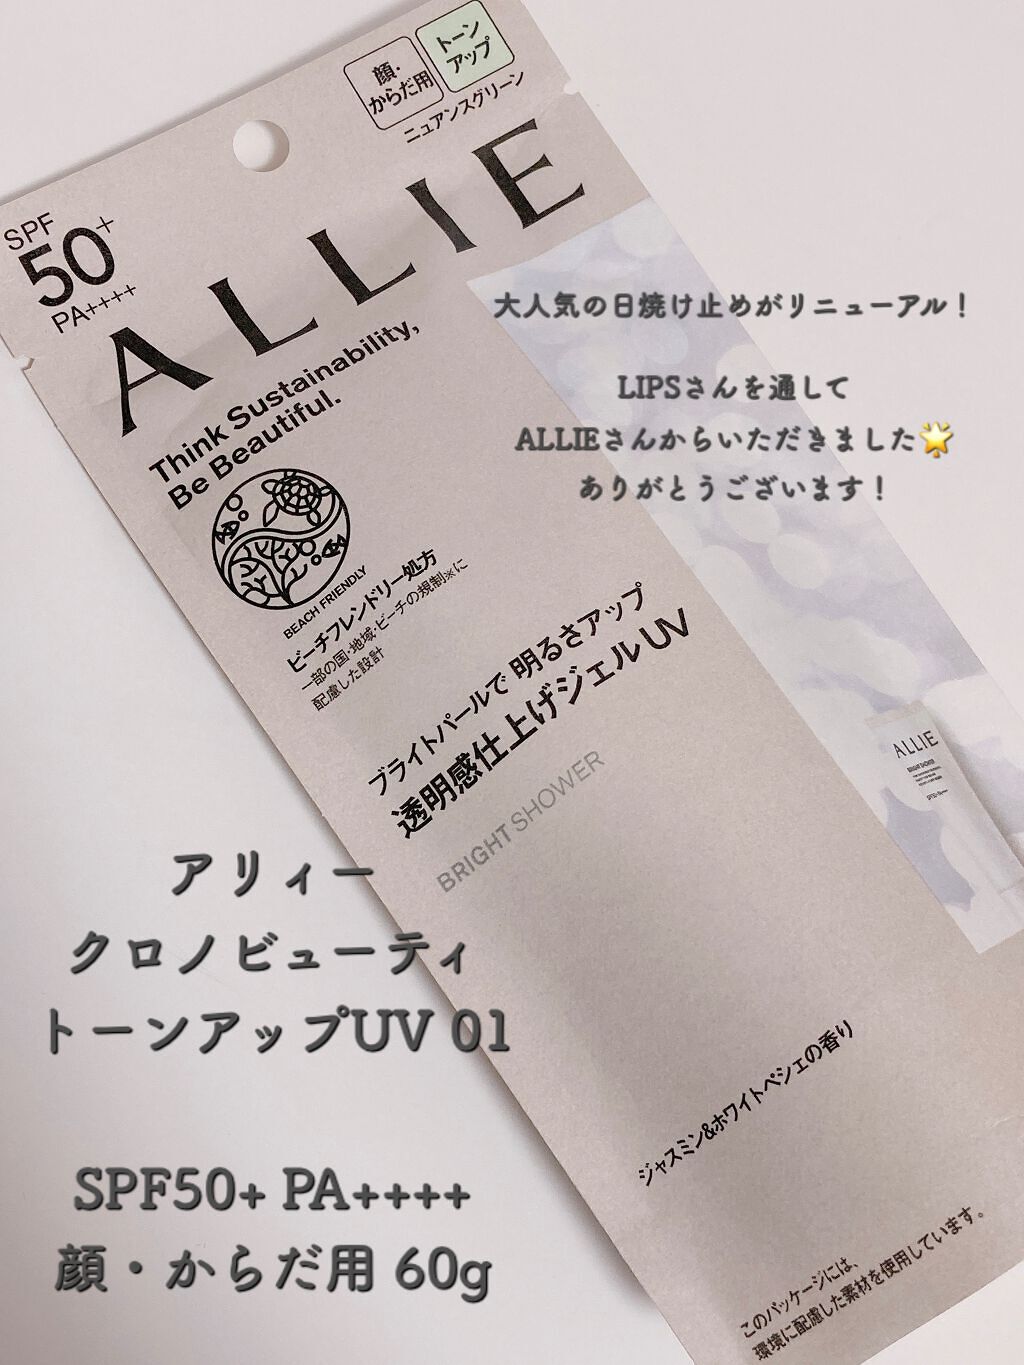 顔・
からだ用
トーン
アップ
ニュアンスグリーン
SPF
50+
PA++++
ALLIE
Think Sustainability,
Be Beautiful.
BEACH FRIENDLY
ビーチフレンドリー処方
一部の国・地域・ビーチの規制※に
配慮した設計
大人気の日焼け止めがリニューアル！
LIPSさんを通して
ALLIEさんからいただきました🌟
ありがとうございます！
ブライトパールで 明るさアップ
透明感仕上げジェルUV
BRIGHT SHOWER
ALLIE
BRIGHT SHOWER
SPF50+ PA++++
アリィー
クロノビューティ
トーンアップUV 01
SPF50+ PA++++
顔・からだ用 60g
ジャスミン&ホワイトペシェの香り
このパッケージには、
環境に配慮した素材を使用しています。